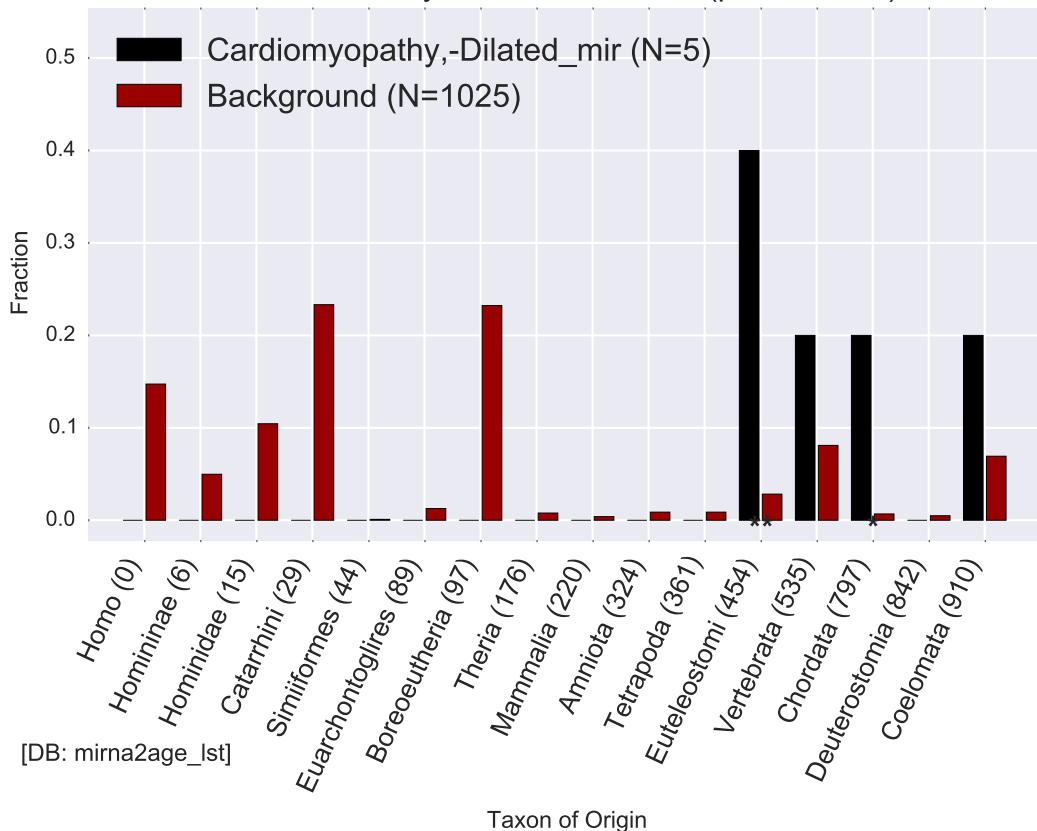 Cardiomyopathy,-Dilated_mir (N=5)
Background (N=1025)
0.5
0.4
0.3
0.2
0.1
0.0
Fraction
**
*
Homo (0)
Homininae (6)
Hominidae (15)
Catarrhini (29)
Simiiformes (44)
Euarchontoglires (89)
Boreoeutheria (97)
Theria (176)
Mammalia (220)
Amniota (324)
Tetrapoda (361)
Euteleostomi (454)
Vertebrata (535)
Chordata (797)
Deuterostomia (842)
Coelomata (910)
[DB: mirna2age_lst]
Taxon of Origin